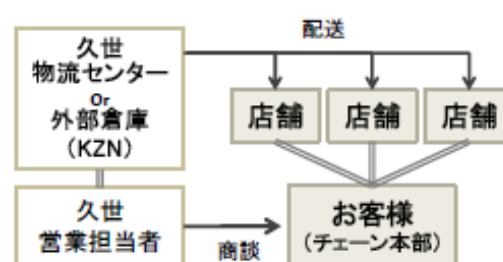 久世
物流センター
Or
外部倉庫
（KZN）
配送
店舗
店舗
店舗
久世
営業担当者
商談
お客様
（チェーン本部）